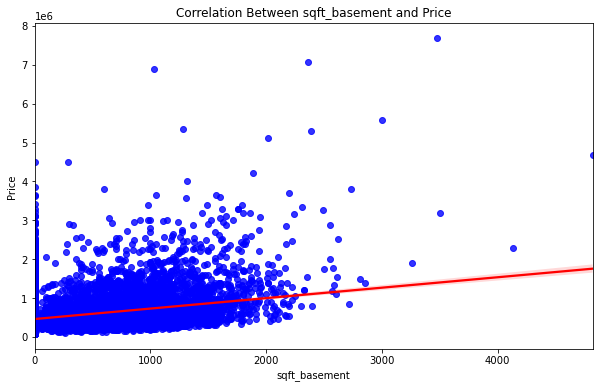 Correlation Between sqft_basement and Price
1e6
8
7
6
5
4
3
2
1
0
Price
0 1000 2000 3000 4000
sqft_basement